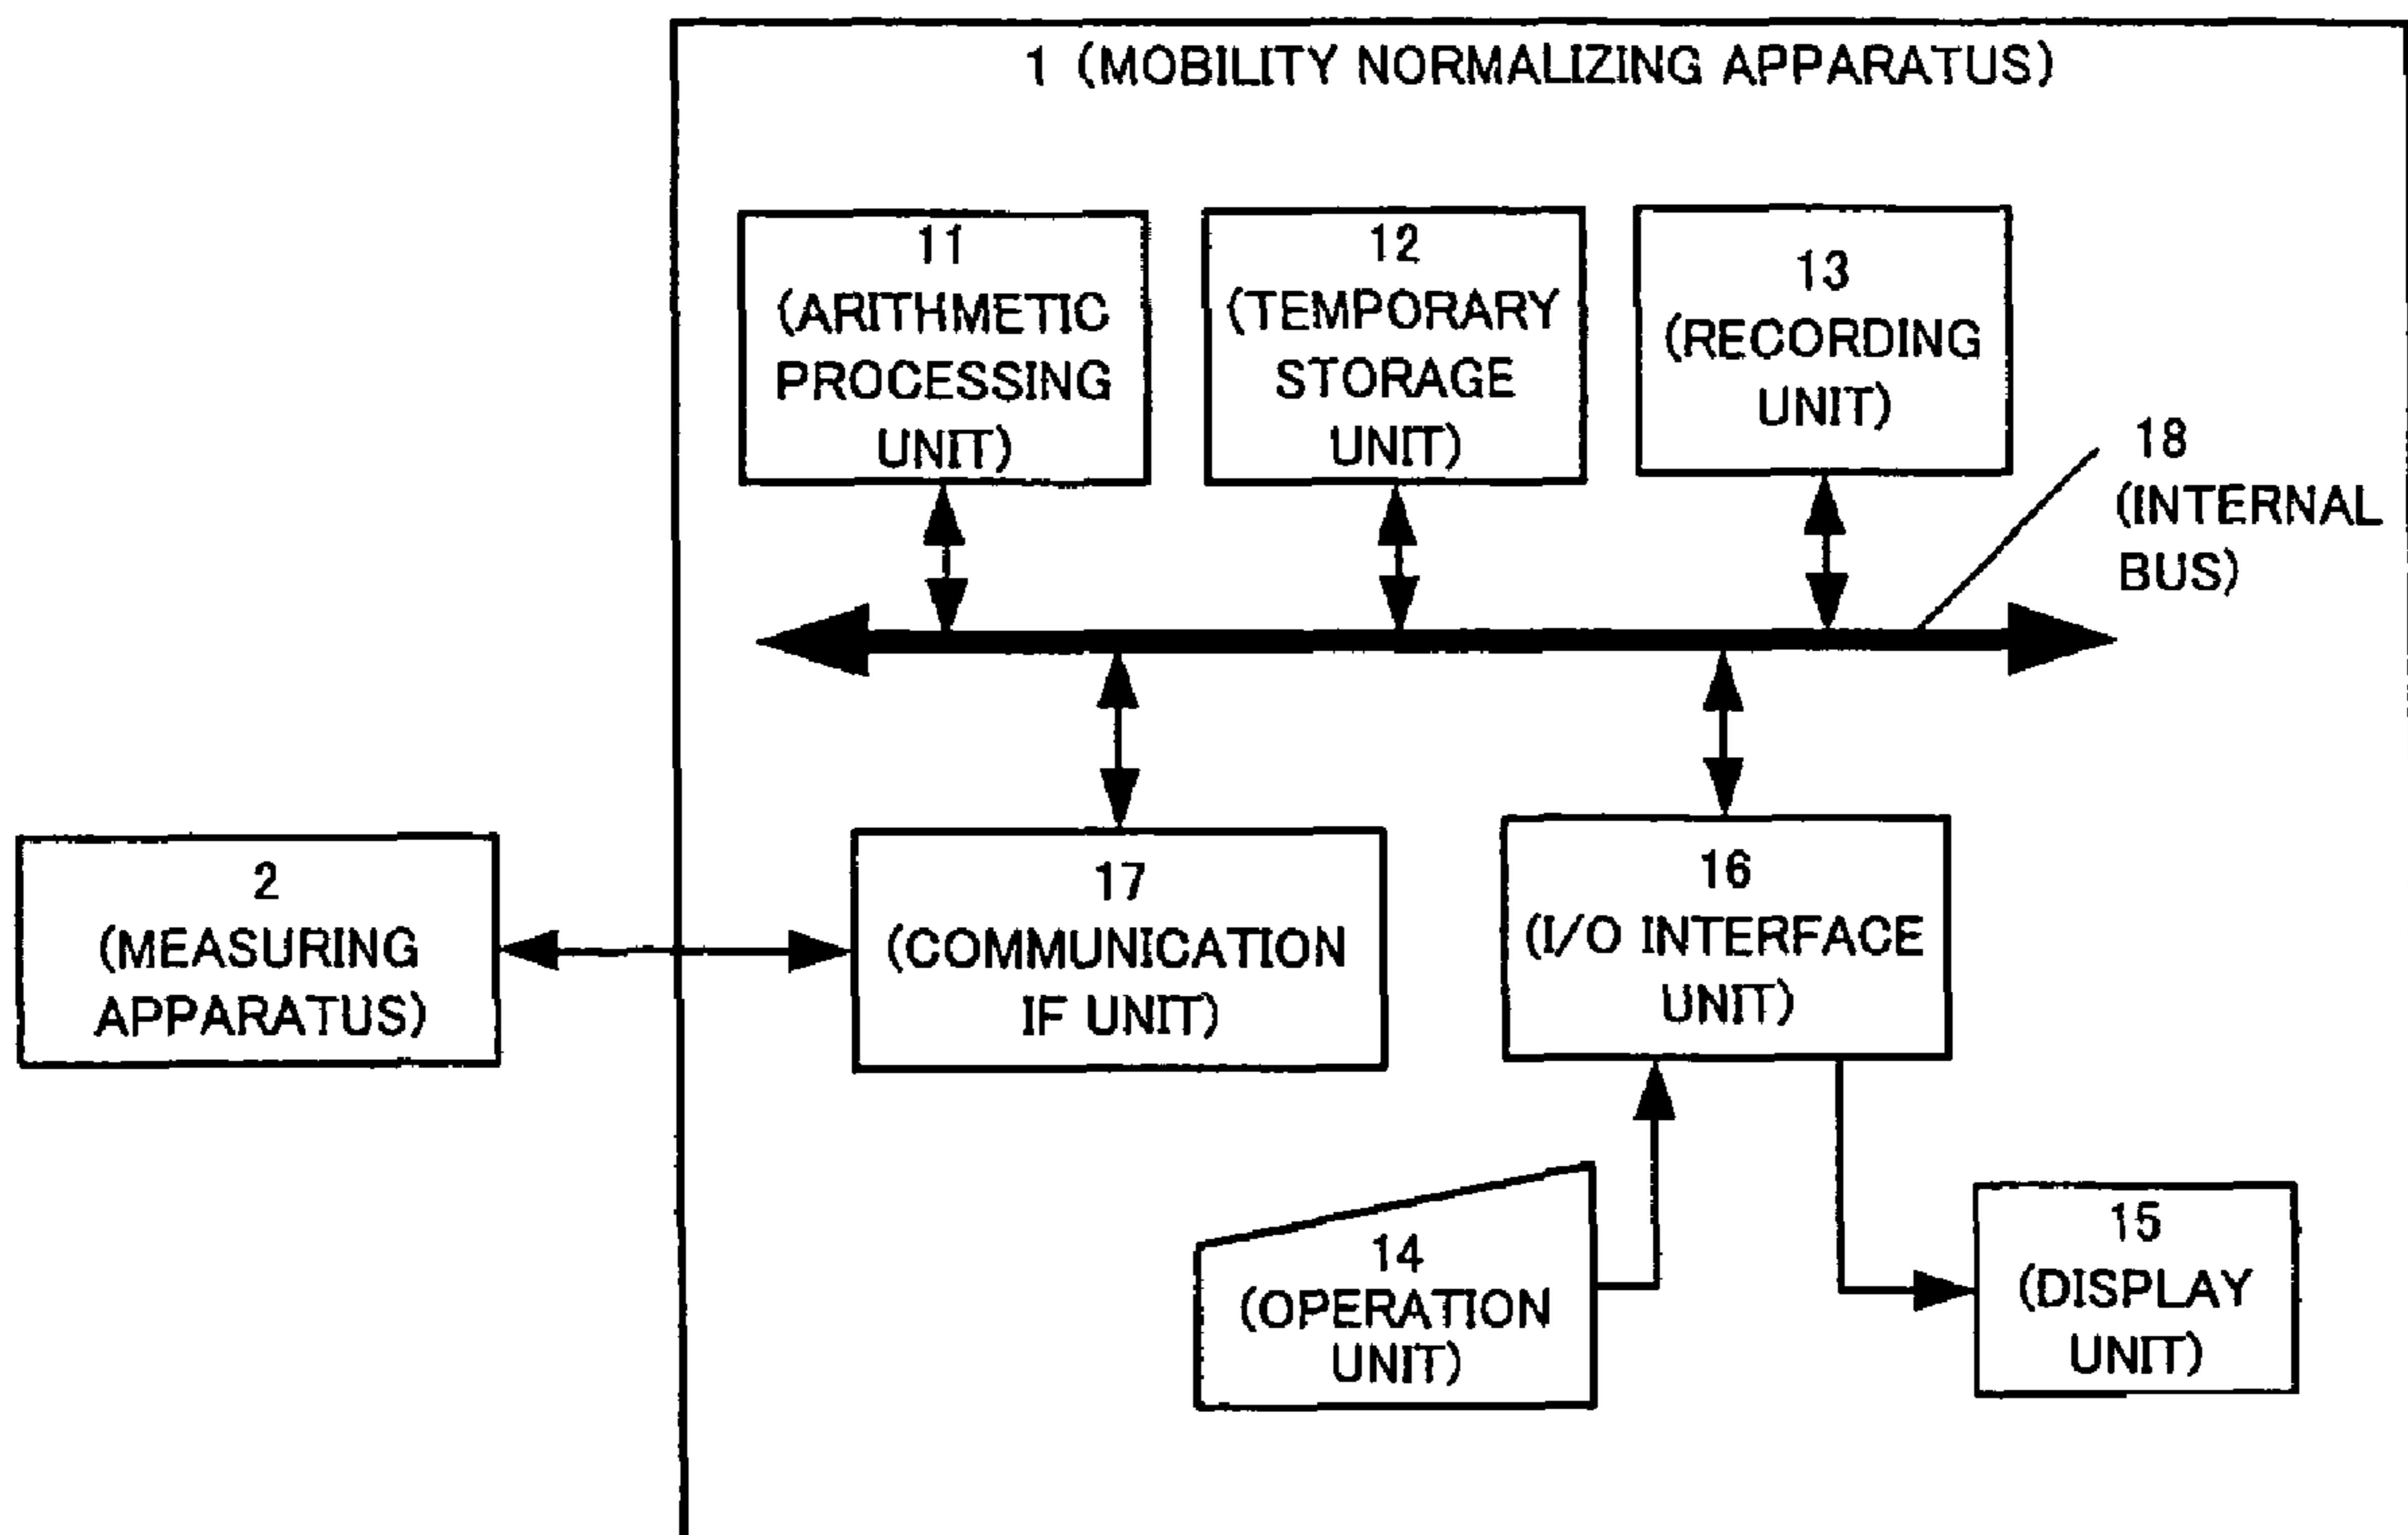 1 (MOBILITY NORMALIZING APPARATUS)
11
(ARITHMETIC
PROCESSING
UNIT)
12
(TEMPORARY
STORAGE
UNIT)
13
(RECORDING
UNIT)
18
(INTERNAL
BUS)
2
(MEASURING
APPARATUS)
17
(COMMUNICATION
IF UNIT)
16
(I/O INTERFACE
UNIT)
14
(OPERATION
UNIT)
15
(DISPLAY
UNIT)